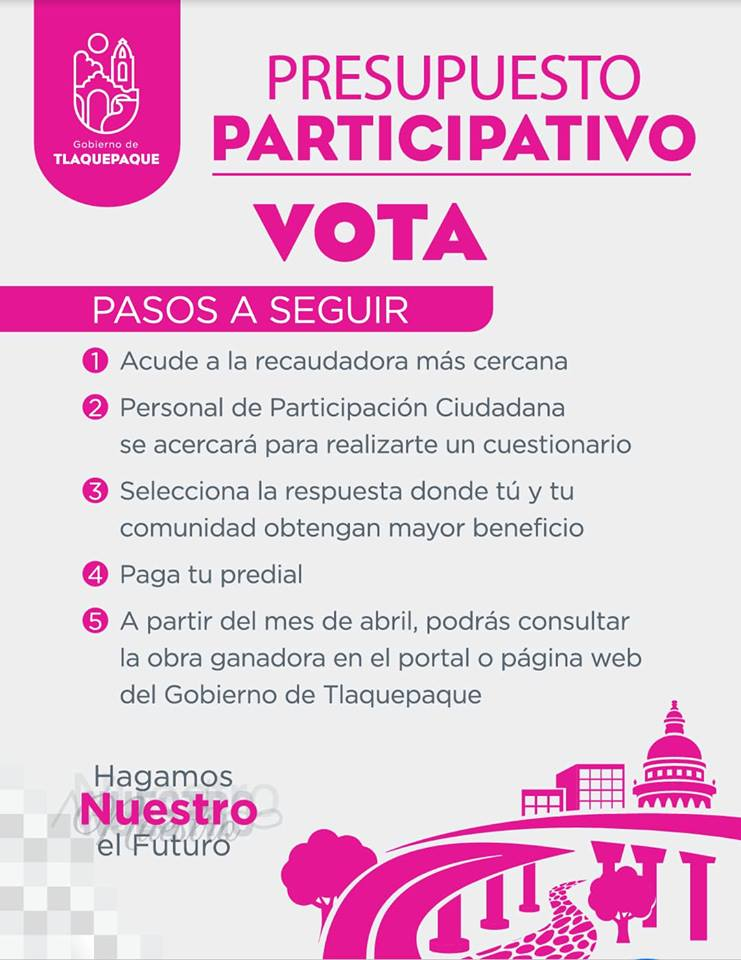 Gobierno de
TLAQUEPAQUE
PRESUPUESTO
PARTICIPATIVO
VOTA
PASOS A SEGUIR
1 Acude a la recaudadora más cercana
2 Personal de Participación Ciudadana
se acercará para realizarte un cuestionario
3 Selecciona la respuesta donde tú y tu
comunidad obtengan mayor beneficio
4 Paga tu predial
5 A partir del mes de abril, podrás consultar
la obra ganadora en el portal o página web
del Gobierno de Tlaquepaque
Hagamos
Nuestro
el Futuro